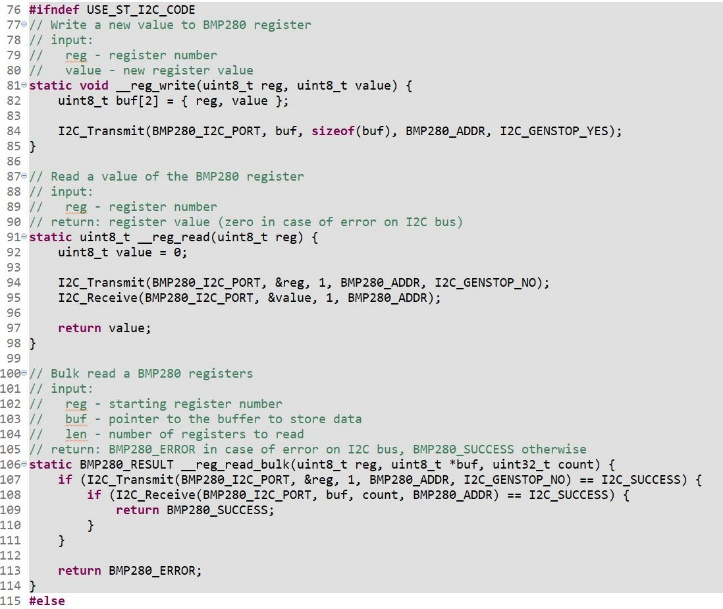 76 #ifndef USE_ST_I2C_CODE
77 // Write a new value to BMP280 register
78 // input:
79 //   reg - register number
80 //   value - new register value
81 static void __reg_write(uint8_t reg, uint8_t value) {
82     uint8_t buf[2] = { reg, value };
83
84     I2C_Transmit(BMP280_I2C_PORT, buf, sizeof(buf), BMP280_ADDR, I2C_GENSTOP_YES);
85 }
86
87 // Read a value of the BMP280 register
88 // input:
89 //   reg - register number
90 // return: register value (zero in case of error on I2C bus)
91 static uint8_t __reg_read(uint8_t reg) {
92     uint8_t value = 0;
93
94     I2C_Transmit(BMP280_I2C_PORT, &reg, 1, BMP280_ADDR, I2C_GENSTOP_NO);
95     I2C_Receive(BMP280_I2C_PORT, &value, 1, BMP280_ADDR);
96
97     return value;
98 }
99
100 // Bulk read a BMP280 registers
101 // input:
102 //   reg - starting register number
103 //   buf - pointer to the buffer to store data
104 //   len - number of registers to read
105 // return: BMP280_ERROR in case of error on I2C bus, BMP280_SUCCESS otherwise
106 static BMP280_RESULT __reg_read_bulk(uint8_t reg, uint8_t *buf, uint32_t count) {
107     if (I2C_Transmit(BMP280_I2C_PORT, &reg, 1, BMP280_ADDR, I2C_GENSTOP_NO) == I2C_SUCCESS) {
108         if (I2C_Receive(BMP280_I2C_PORT, buf, count, BMP280_ADDR) == I2C_SUCCESS) {
109             return BMP280_SUCCESS;
110         }
111     }
112
113     return BMP280_ERROR;
114 }
115 #else